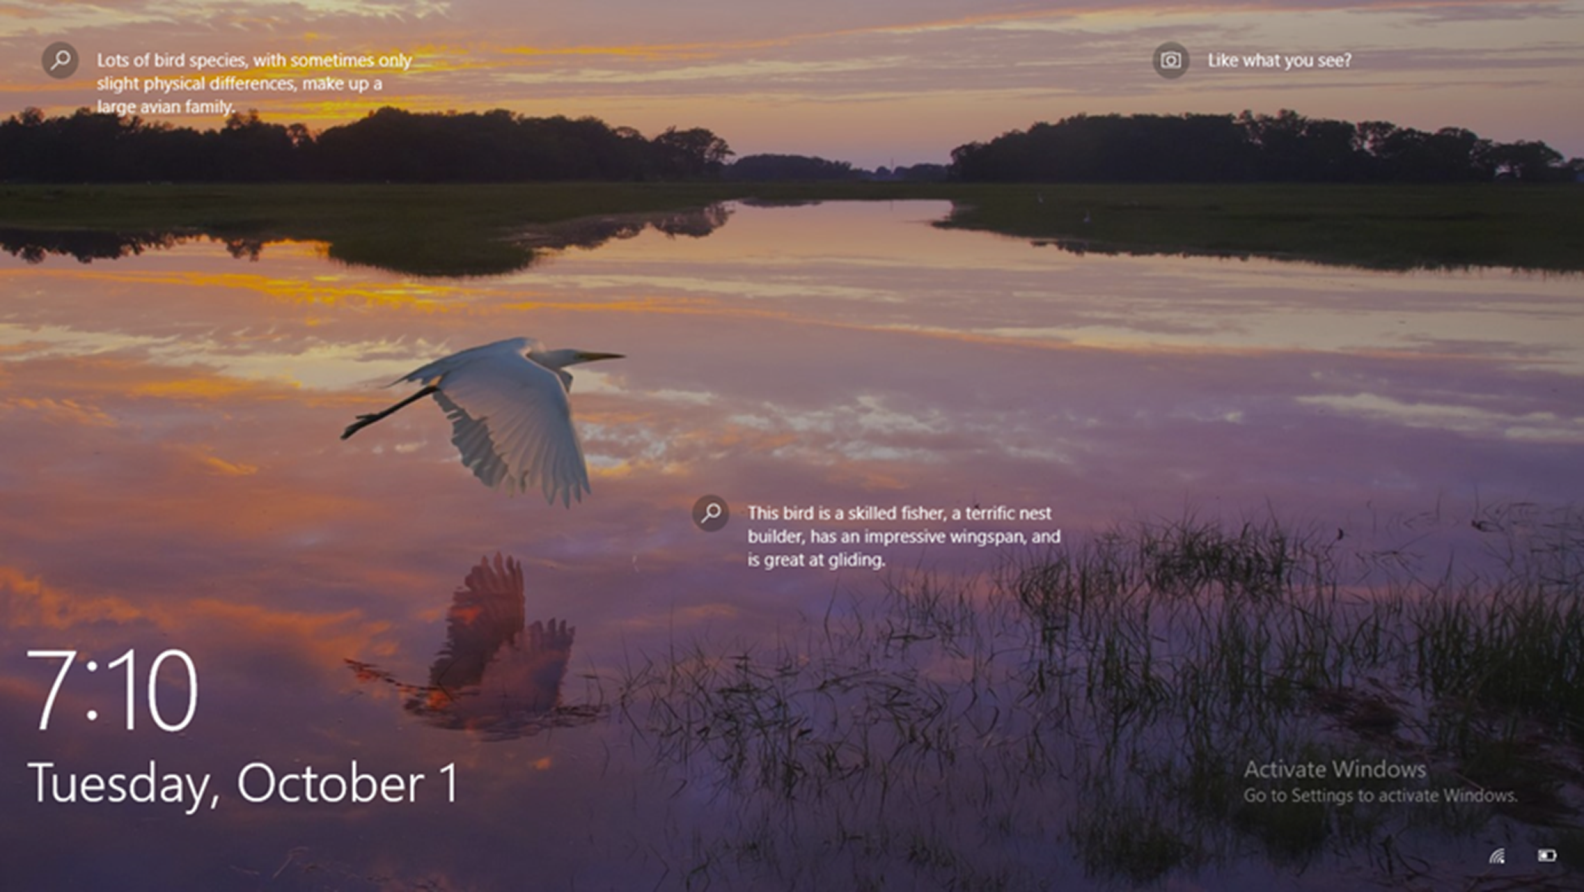 Lots of bird species, with sometimes only
slight physical differences, make up a
large avian family.
Like what you see?
This bird is a skilled fisher, a terrific nest
builder, has an impressive wingspan, and
is great at gliding.
7:10
Tuesday, October 1
Activate Windows
Go to Settings to activate Windows.